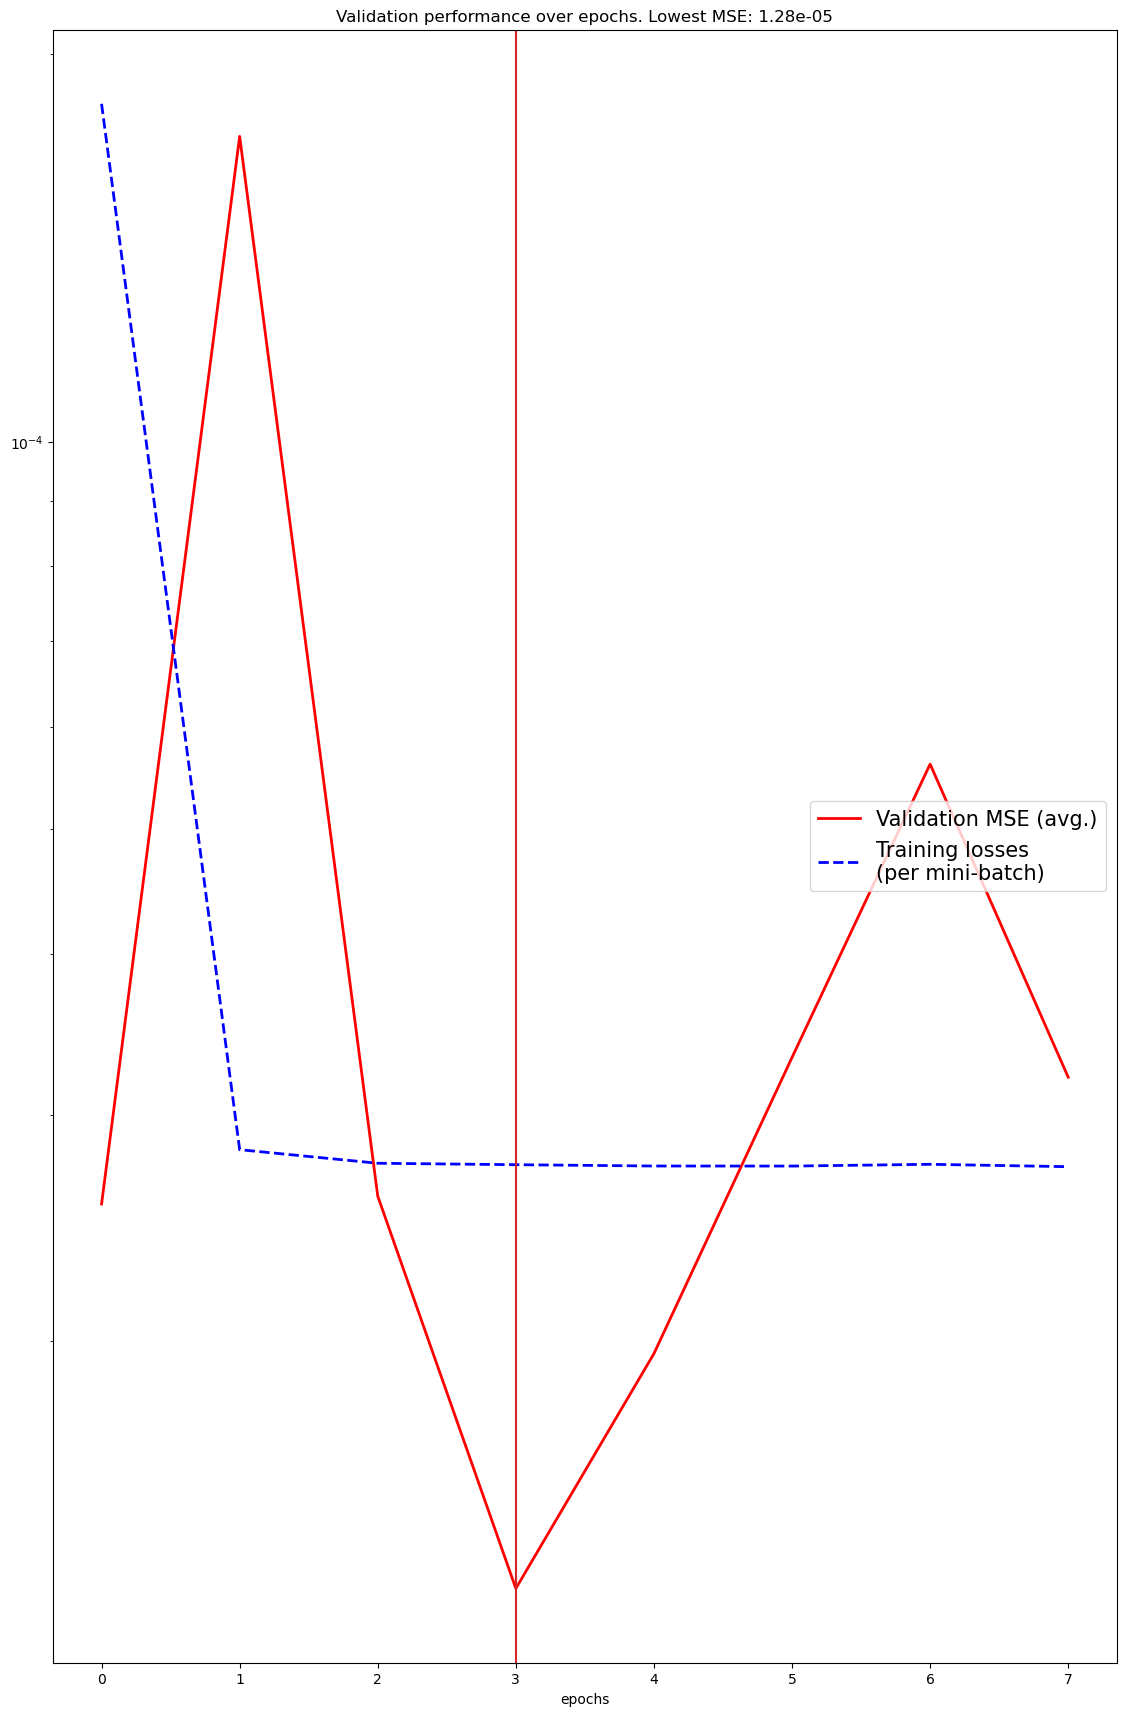 Validation performance over epochs. Lowest MSE: 1.28e-05
10⁻⁴
Validation MSE (avg.)
Training losses
(per mini-batch)
0 1 2 3 4 5 6 7
epochs